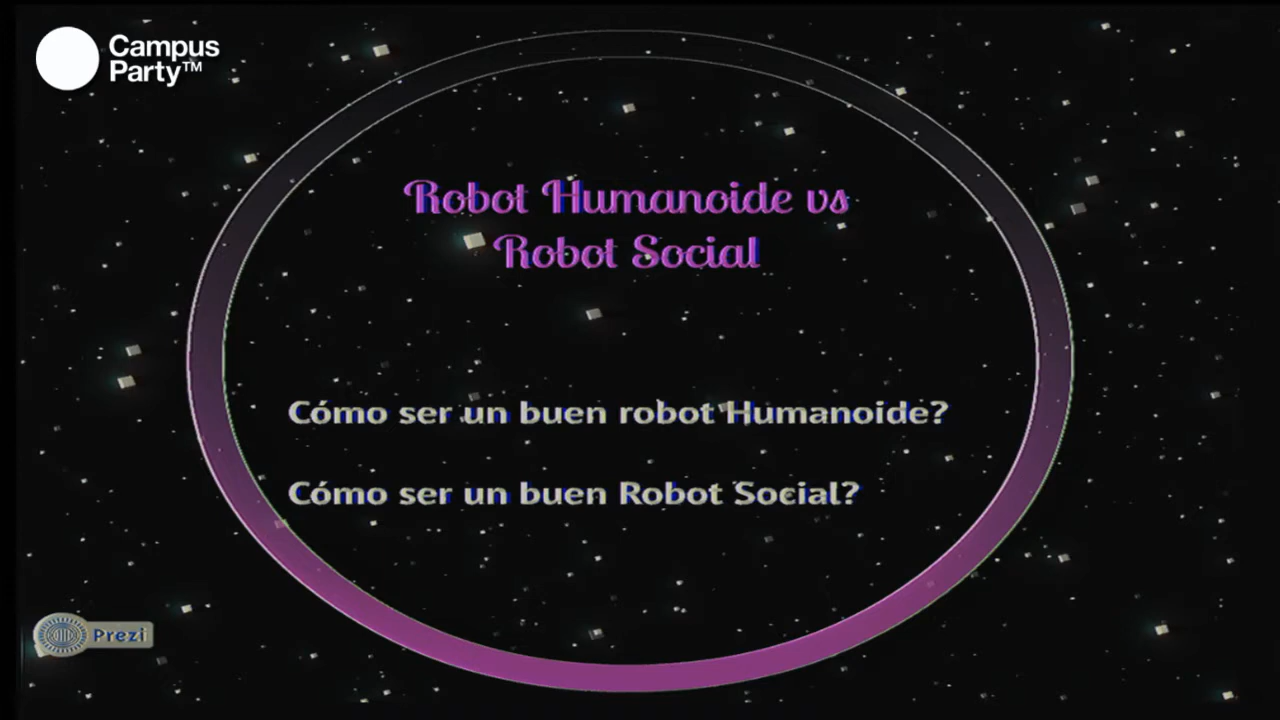 Campus
Party™
Robot Humanoide vs
Robot Social
Cómo ser un buen robot Humanoide?
Cómo ser un buen Robot Social?
Prezi